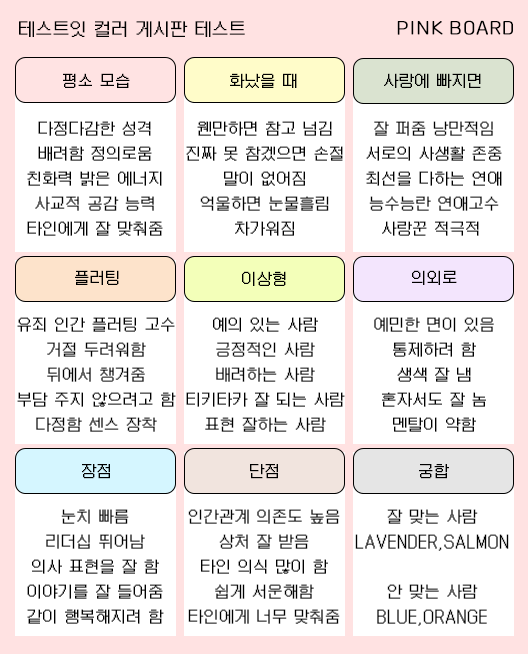 테스트잇 컬러 게시판 테스트
PINK BOARD
평소 모습
다정다감한 성격
배려함 정의로움
친화력 밝은 에너지
사교적 공감 능력
타인에게 잘 맞춰줌
화났을 때
웬만하면 참고 넘김
진짜 못 참겠으면 손절
말이 없어짐
억울하면 눈물흘림
차가워짐
사랑에 빠지면
잘 퍼줌 낭만적임
서로의 사생활 존중
최선을 다하는 연애
능수능란 연애고수
사랑꾼 적극적
플러팅
유죄 인간 플러팅 고수
거절 두려워함
뒤에서 챙겨줌
부담 주지 않으려고 함
다정함 센스 장착
이상형
예의 있는 사람
긍정적인 사람
배려하는 사람
티키타카 잘 되는 사람
표현 잘하는 사람
의외로
예민한 면이 있음
통제하려 함
생색 잘 냄
혼자서도 잘 놈
멘탈이 약함
장점
눈치 빠름
리더십 뛰어남
의사 표현을 잘 함
이야기를 잘 들어줌
같이 행복해지려 함
단점
인간관계 의존도 높음
상처 잘 받음
타인 의식 많이 함
쉽게 서운해함
타인에게 너무 맞춰줌
궁합
잘 맞는 사람
LAVENDER,SALMON
안 맞는 사람
BLUE,ORANGE